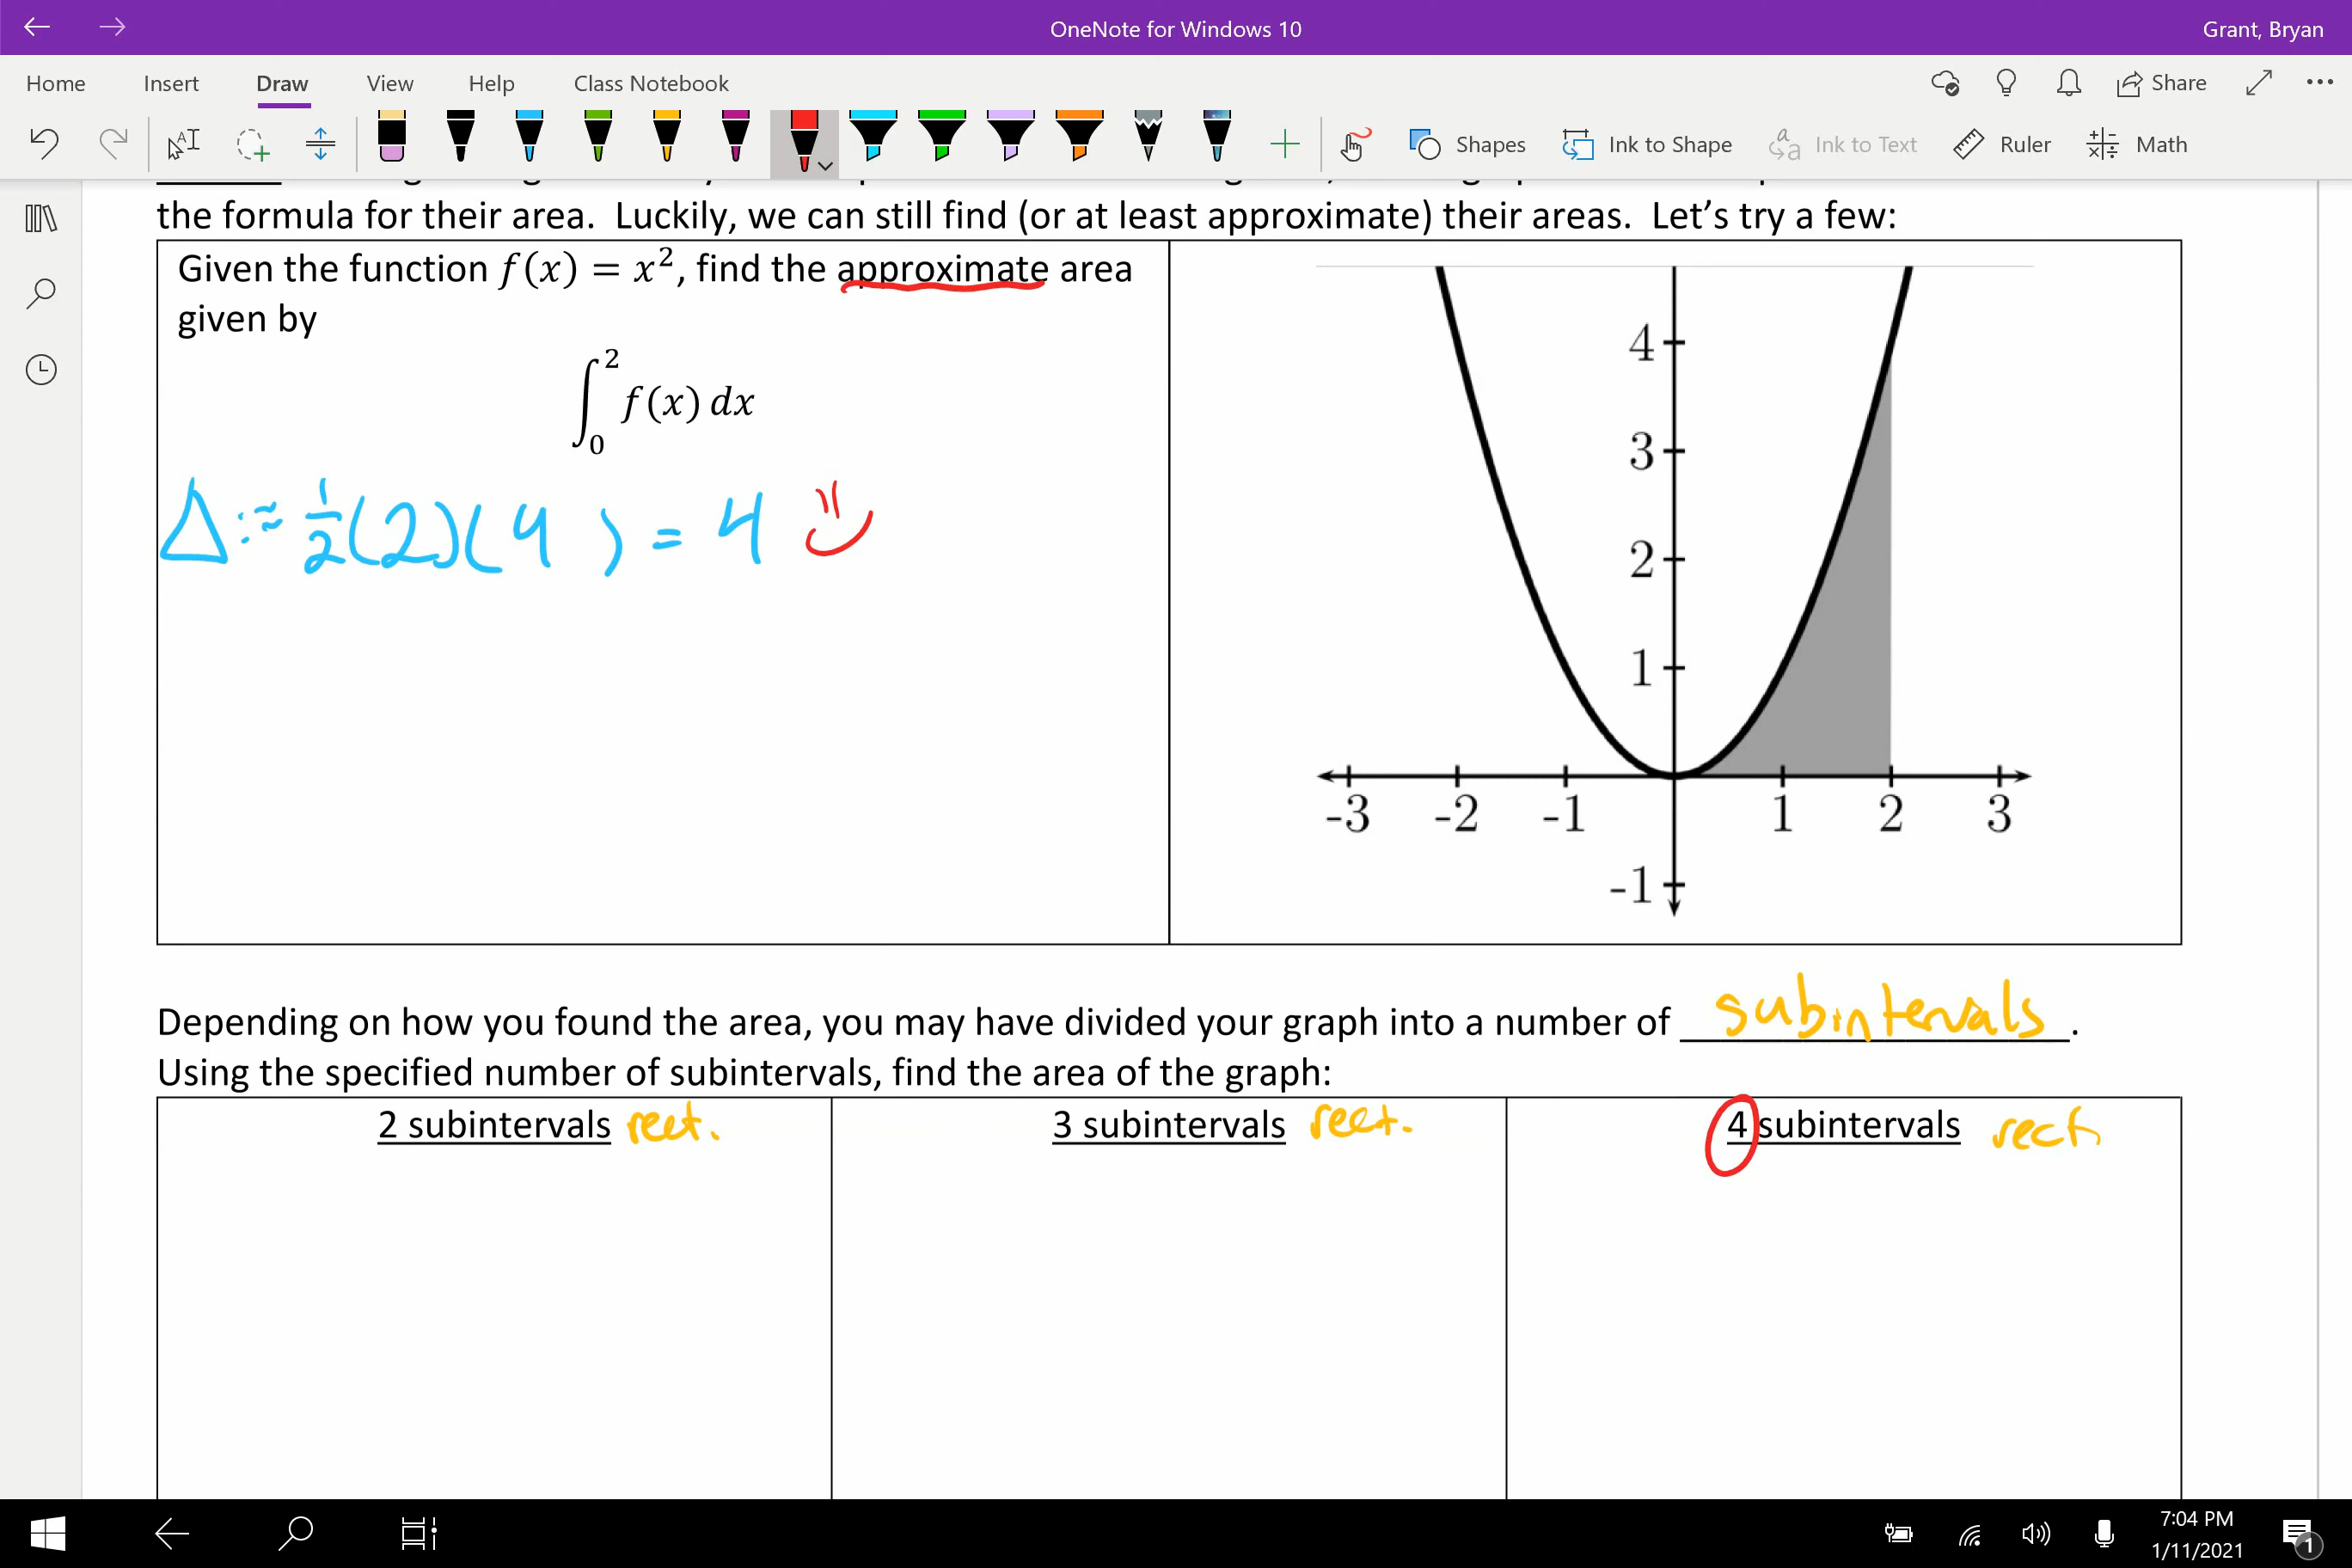 OneNote for Windows 10
Grant, Bryan
Home Insert Draw View Help Class Notebook Share
Shapes Ink to Shape Ink to Text Ruler Math
the formula for their area. Luckily, we can still find (or at least approximate) their areas. Let's try a few:
Given the function f(x) = x², find the approximate area
given by
∫₀² f(x) dx
Δ:≈ 1/2(2)(4 ) = 4
4
3
2
1
-3 -2 -1 1 2 3
-1
Depending on how you found the area, you may have divided your graph into a number of subintervals.
Using the specified number of subintervals, find the area of the graph:
2 subintervals rect. 3 subintervals rect. 4 subintervals rect.
7:04 PM
1/11/2021
1